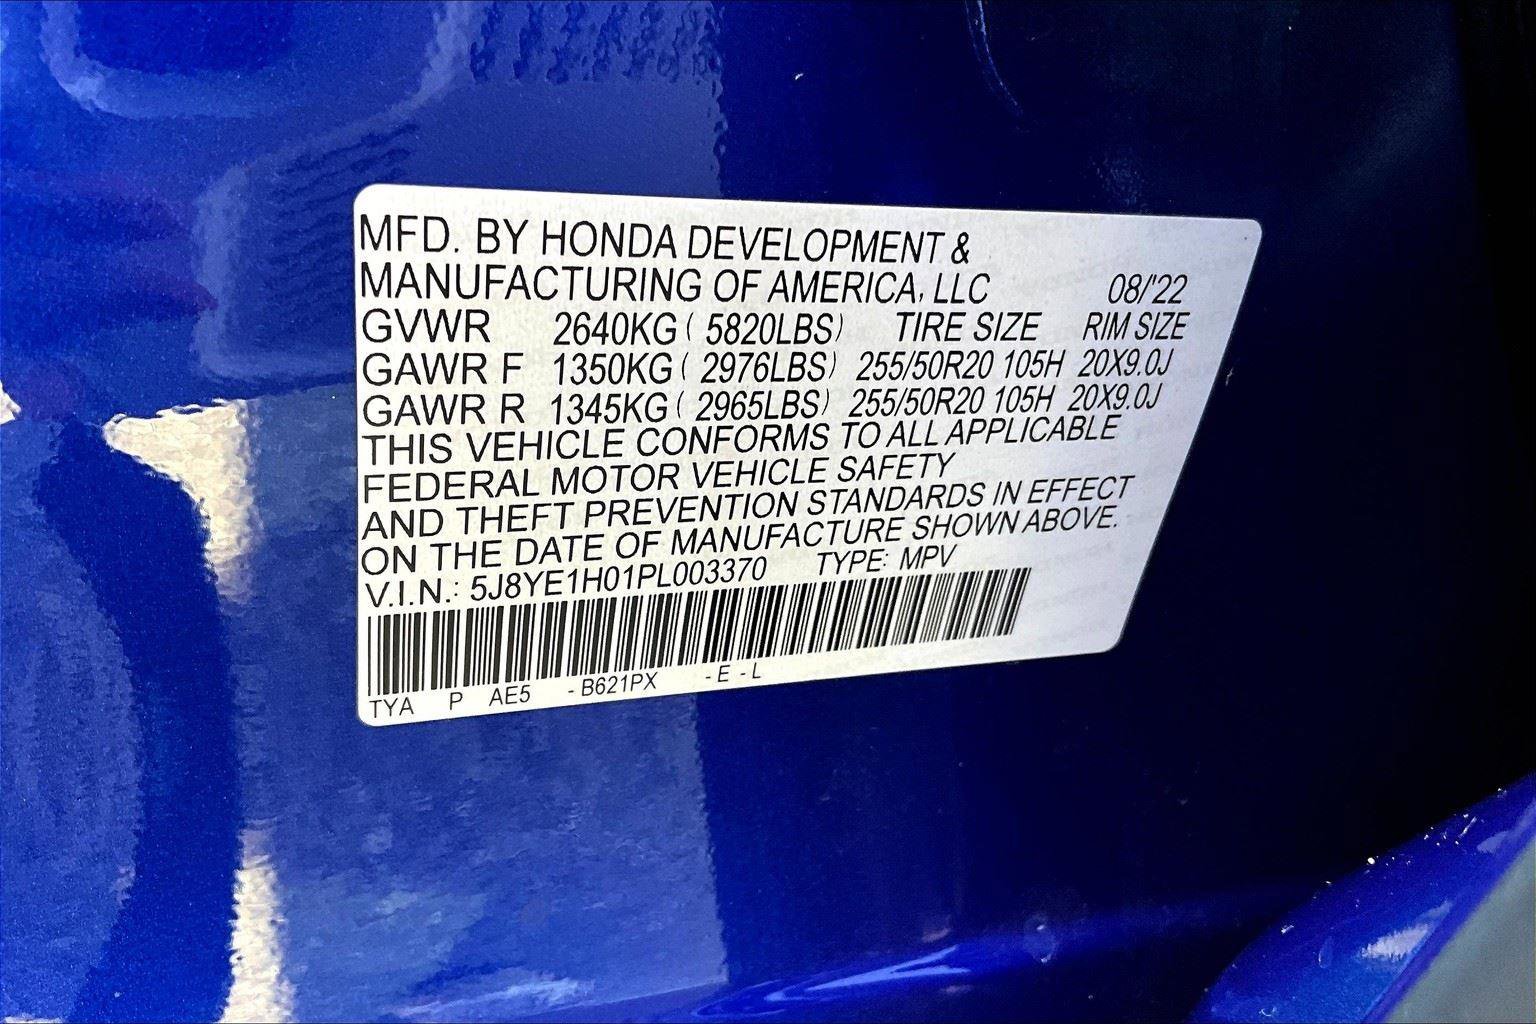 MFD. BY HONDA DEVELOPMENT &
MANUFACTURING OF AMERICA, LLC 08/'22
GVWR 2640KG ( 5820LBS) TIRE SIZE RIM SIZE
GAWR F 1350KG ( 2976LBS) 255/50R20 105H 20X9.0J
GAWR R 1345KG ( 2965LBS) 255/50R20 105H 20X9.0J
THIS VEHICLE CONFORMS TO ALL APPLICABLE
FEDERAL MOTOR VEHICLE SAFETY
AND THEFT PREVENTION STANDARDS IN EFFECT
ON THE DATE OF MANUFACTURE SHOWN ABOVE.
V.I.N.: 5J8YE1H01PL003370 TYPE: MPV
TYA P AE5 - B621PX - E - L